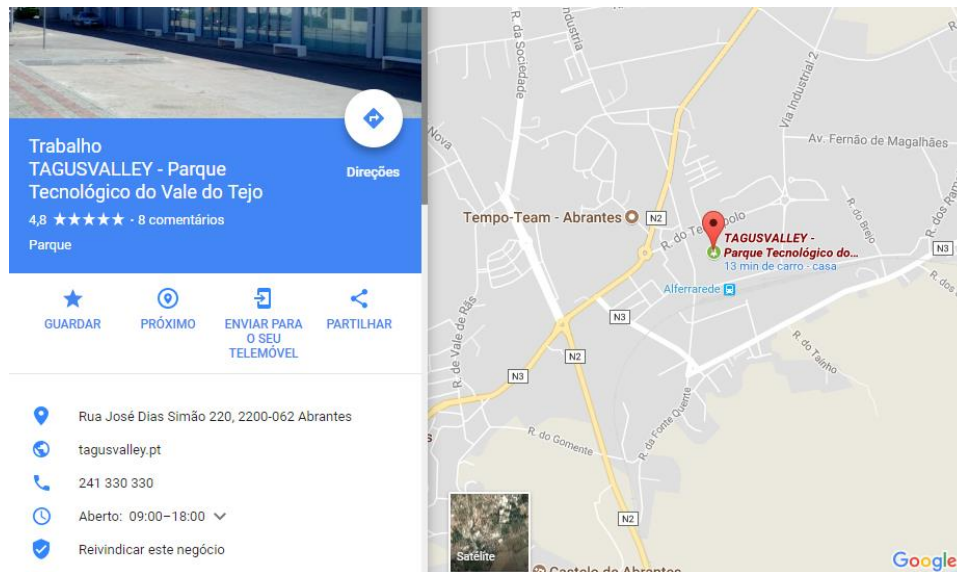 Trabalho
TAGUSVALLEY - Parque
Tecnológico do Vale do Tejo
4,8 ★★★★★ · 8 comentários
Parque
Direções
GUARDAR
PRÓXIMO
ENVIAR PARA
O SEU
TELEMÓVEL
PARTILHAR
Rua José Dias Simão 220, 2200-062 Abrantes
tagusvalley.pt
241 330 330
Aberto: 09:00–18:00
Reivindicar este negócio
R. da Sociedade
Industria
Via Industrial 2
Av. Fernão de Magalhães
Nova
Tempo-Team - Abrantes
N2
TAGUSVALLEY -
Parque Tecnológico do...
13 min de carro - casa
R. do Brejo
R. dos
N3
R. dos
Alferrarede
N3
R. de Vale de Rãs
N2
N3
R. do Tainho
R. da Fonte Quente
R. do Gomente
N2
Satélite
Castelo de Abrantes
Google